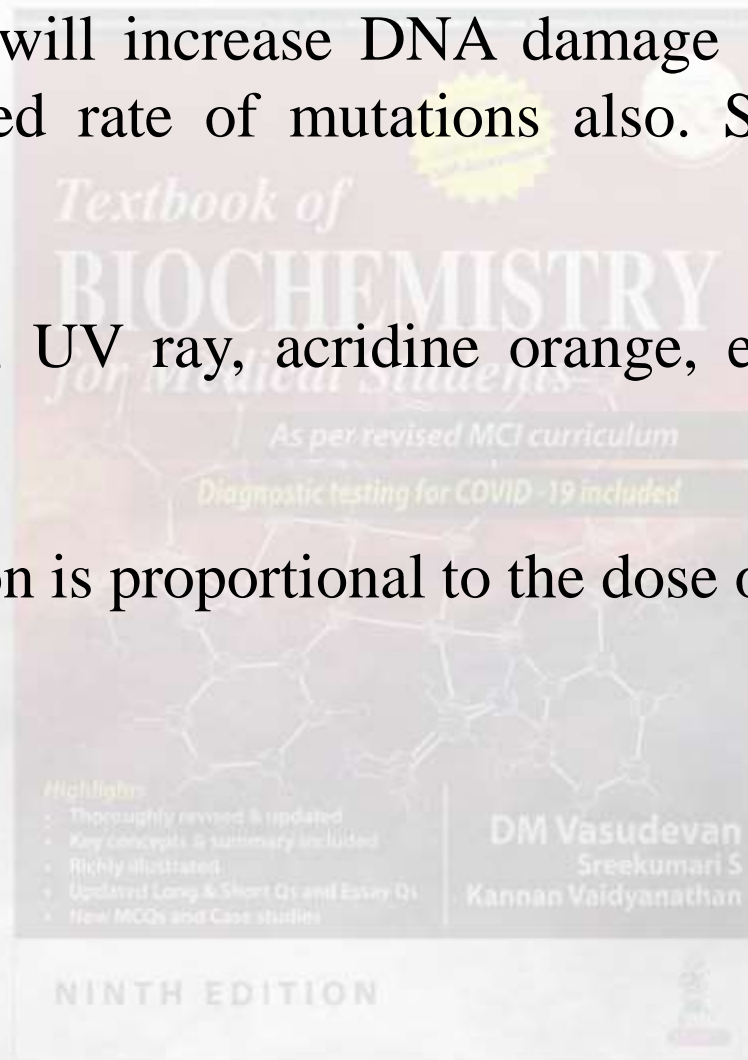 will increase DNA damage
ed rate of mutations also. S
Textbook of
BIOCHEMISTRY
UV ray, acridine orange, e
for Medical Students
As per revised MCI curriculum
Diagnostic testing for COVID -19 included
on is proportional to the dose o
Highlights
• Thoroughly revised & updated
• Key concepts & summary included
• Richly illustrated
• Updated Long & Short Qs and Essay Qs
• New MCQs and Case studies
DM Vasudevan
Sreekumari S
Kannan Vaidyanathan
NINTH EDITION